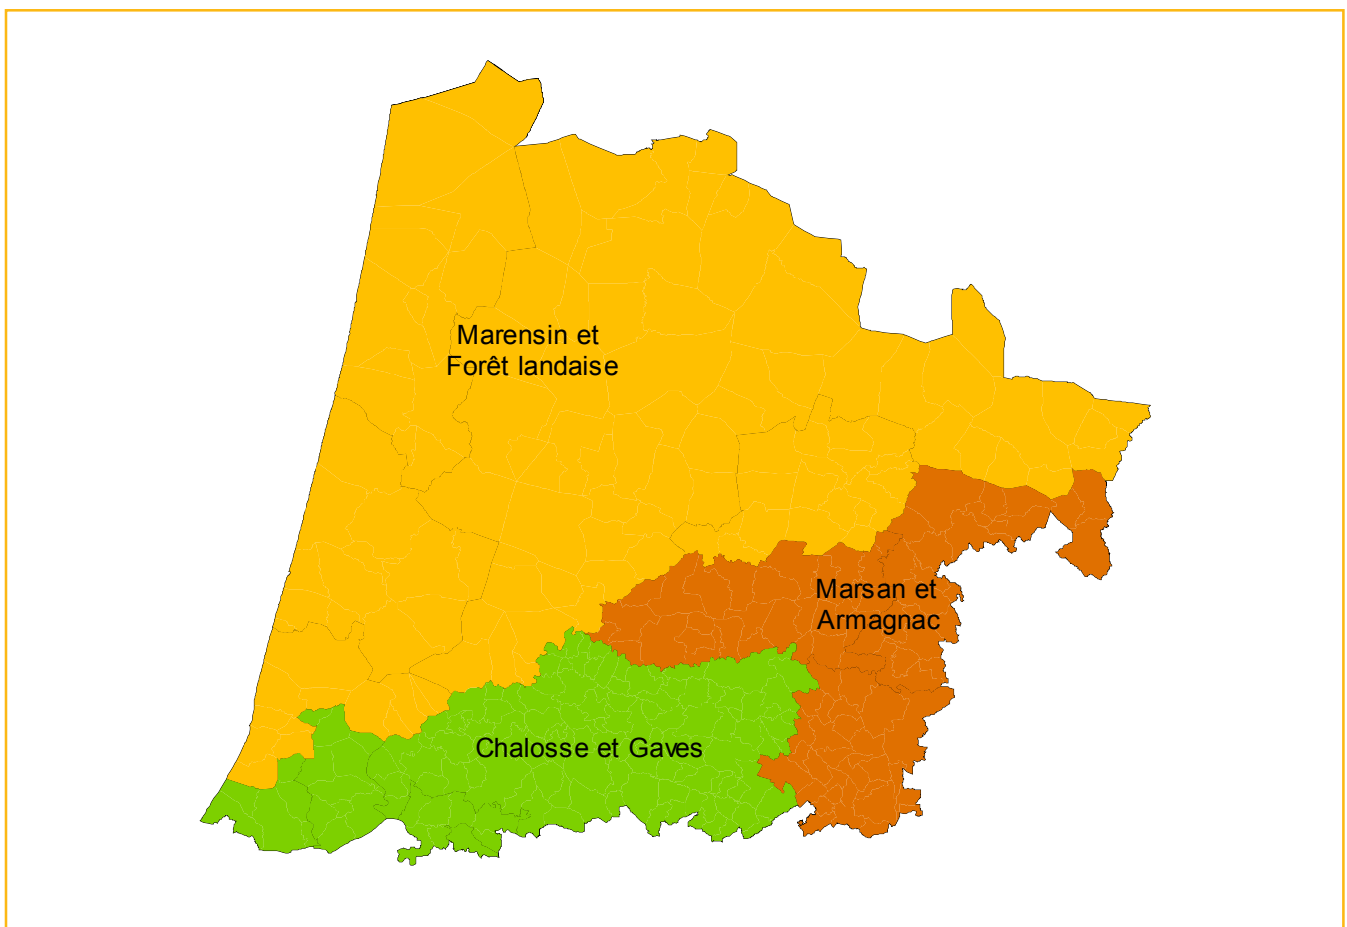 Marensin et
Forêt landaise
Marsan et
Armagnac
Chalosse et Gaves